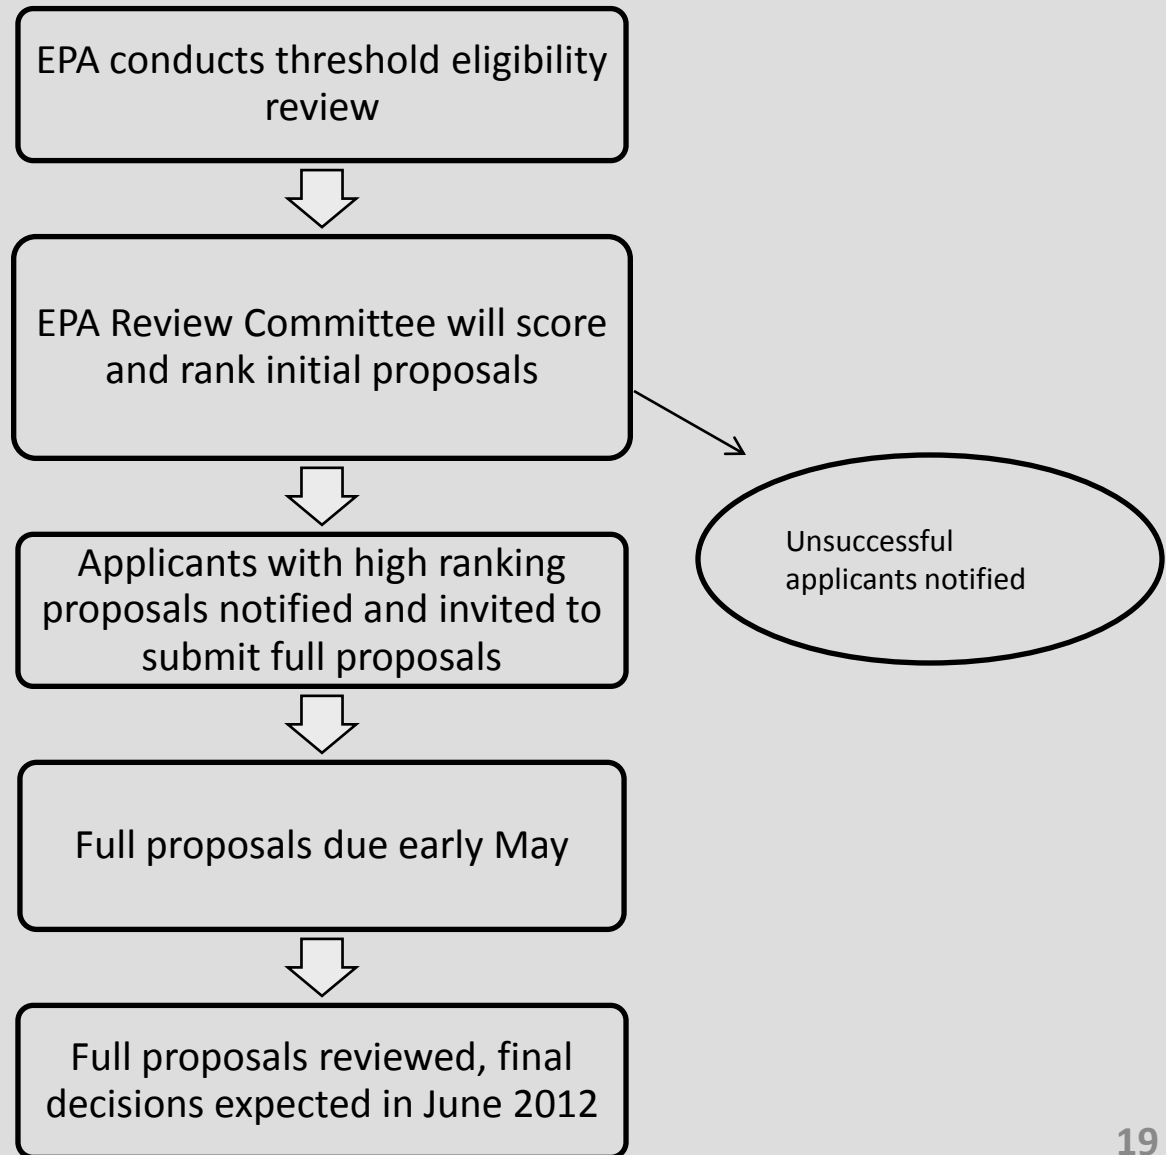 EPA conducts threshold eligibility
review
EPA Review Committee will score
and rank initial proposals
Unsuccessful
applicants notified
Applicants with high ranking
proposals notified and invited to
submit full proposals
Full proposals due early May
Full proposals reviewed, final
decisions expected in June 2012
19